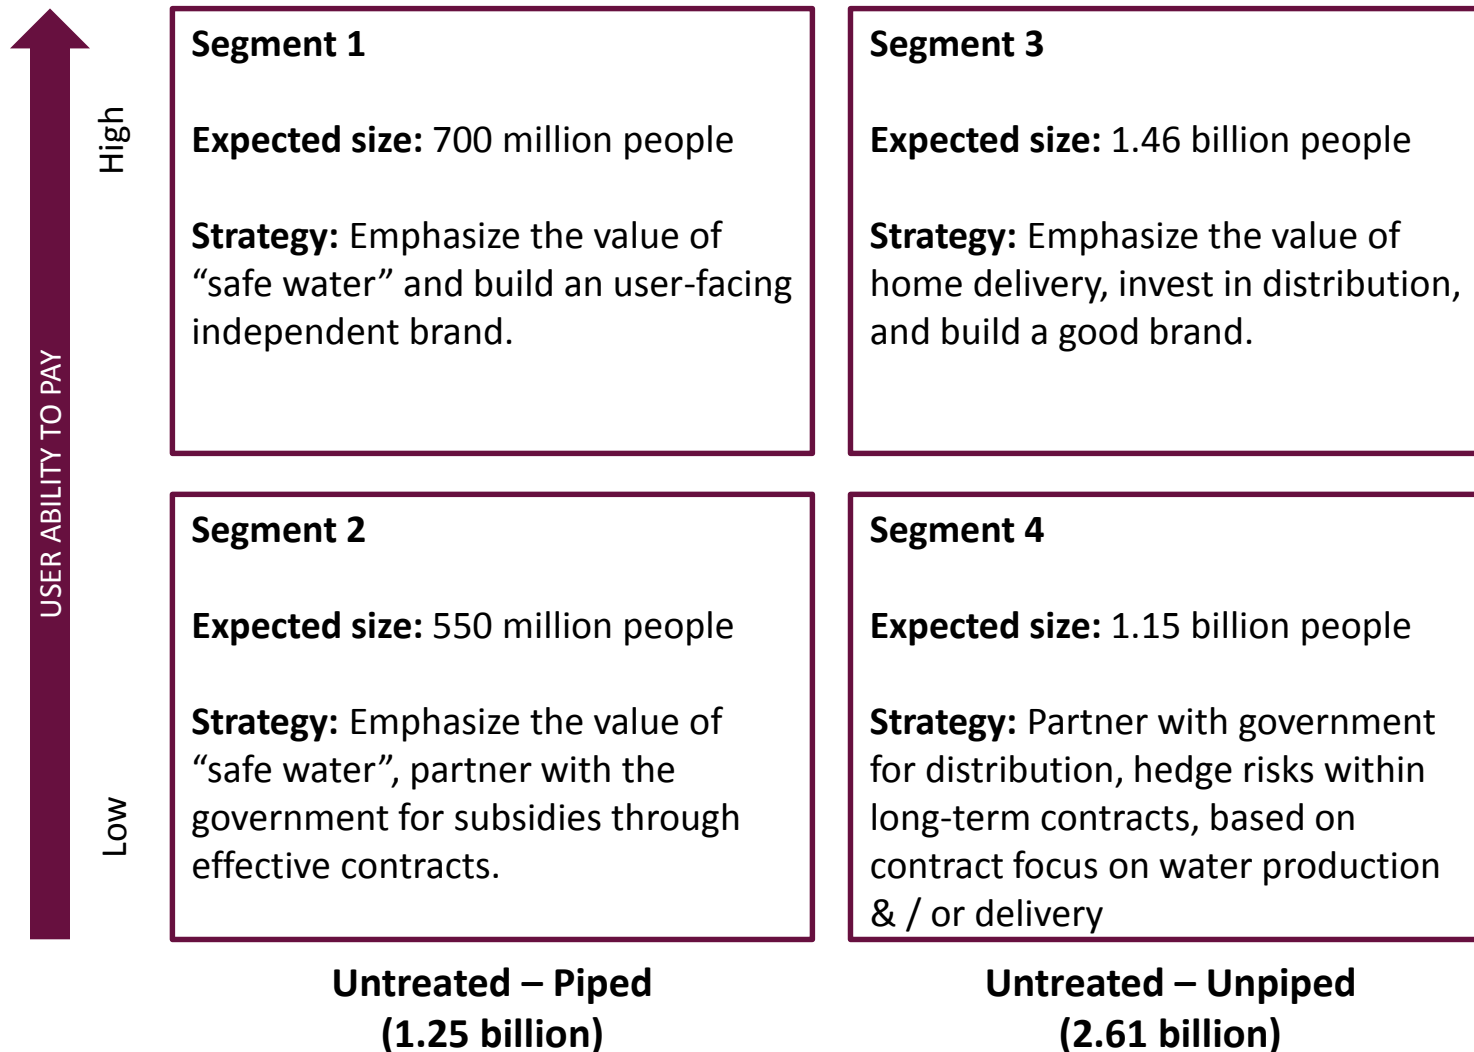 USER ABILITY TO PAY
High
Low
Segment 1
Expected size: 700 million people
Strategy: Emphasize the value of
“safe water” and build an user-facing
independent brand.
Segment 3
Expected size: 1.46 billion people
Strategy: Emphasize the value of
home delivery, invest in distribution,
and build a good brand.
Segment 2
Expected size: 550 million people
Strategy: Emphasize the value of
“safe water”, partner with the
government for subsidies through
effective contracts.
Segment 4
Expected size: 1.15 billion people
Strategy: Partner with government
for distribution, hedge risks within
long-term contracts, based on
contract focus on water production
& / or delivery
Untreated – Piped
(1.25 billion)
Untreated – Unpiped
(2.61 billion)